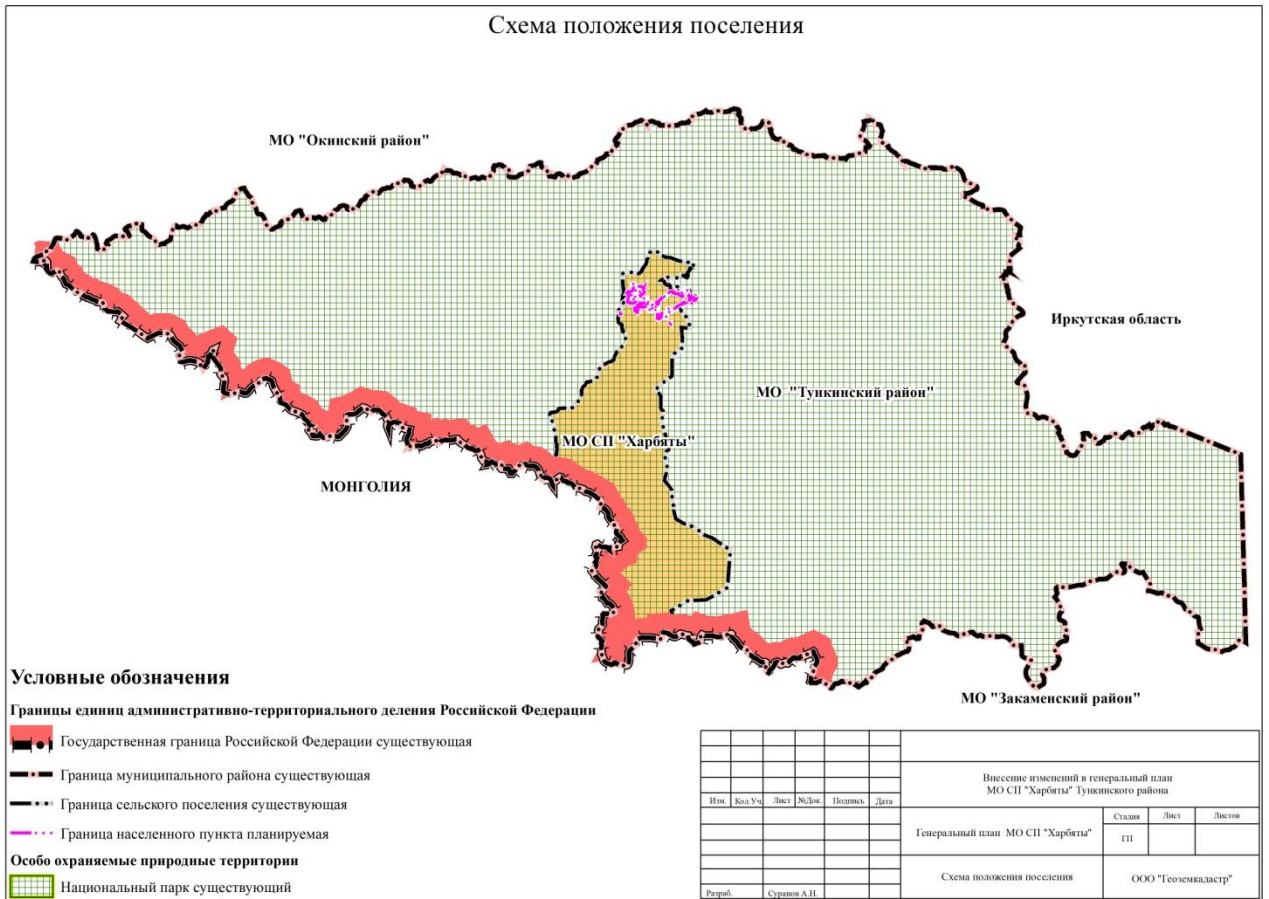 Схема положения поселения
МО "Окинский район"
Иркутская область
МО "Тункинский район"
МО СП "Харбяты"
МОНГОЛИЯ
МО "Закаменский район"
Условные обозначения
Границы единиц административно-территориального деления Российской Федерации
Государственная граница Российской Федерации существующая
Граница муниципального района существующая
Граница сельского поселения существующая
Граница населенного пункта планируемая
Особо охраняемые природные территории
Национальный парк существующий
Внесение изменений в генеральный план
МО СП "Харбяты" Тункинского района
Изм. Кол.Уч. Лист №Док. Подпись Дата
Генеральный план МО СП "Харбяты"
Стадия Лист Листов
ГП
Схема положения поселения
ООО "Геоземкадастр"
Разраб. Суранов А.Н.